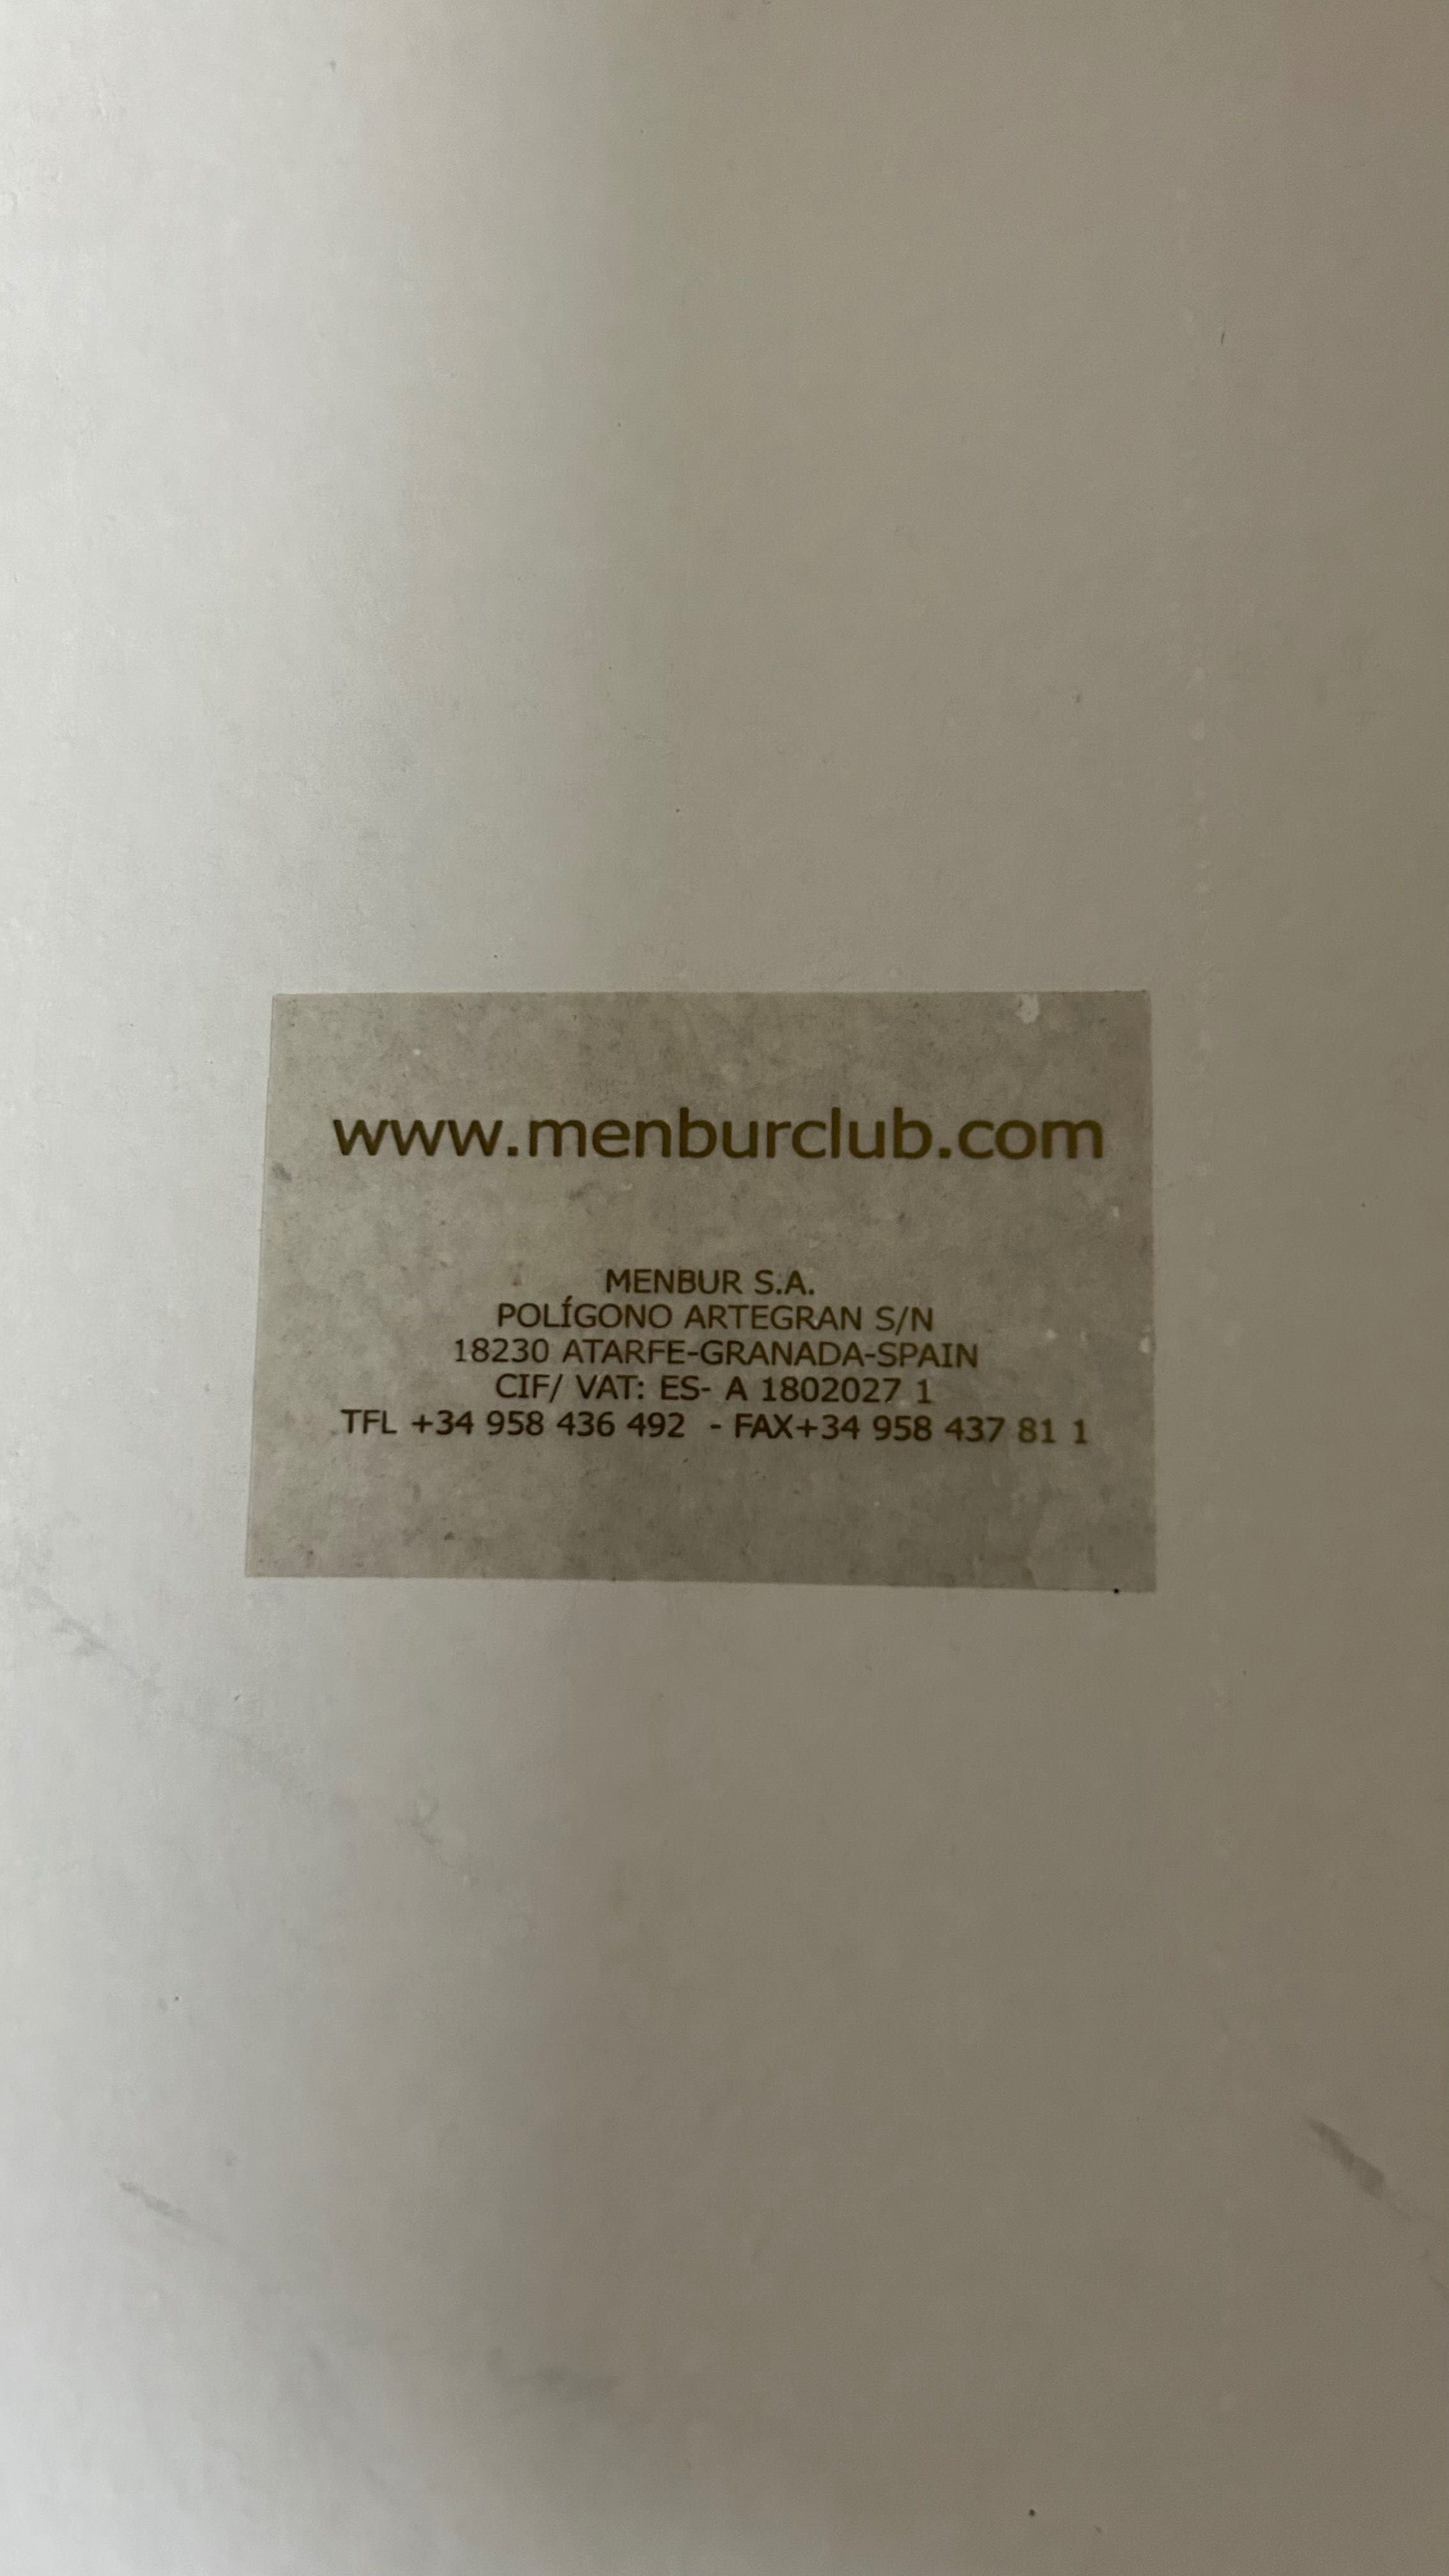 www.menburclub.com
MENBUR S.A.
POLÍGONO ARTEGRAN S/N
18230 ATARFE-GRANADA-SPAIN
CIF/ VAT: ES- A 1802027 1
TFL +34 958 436 492 - FAX+34 958 437 81 1